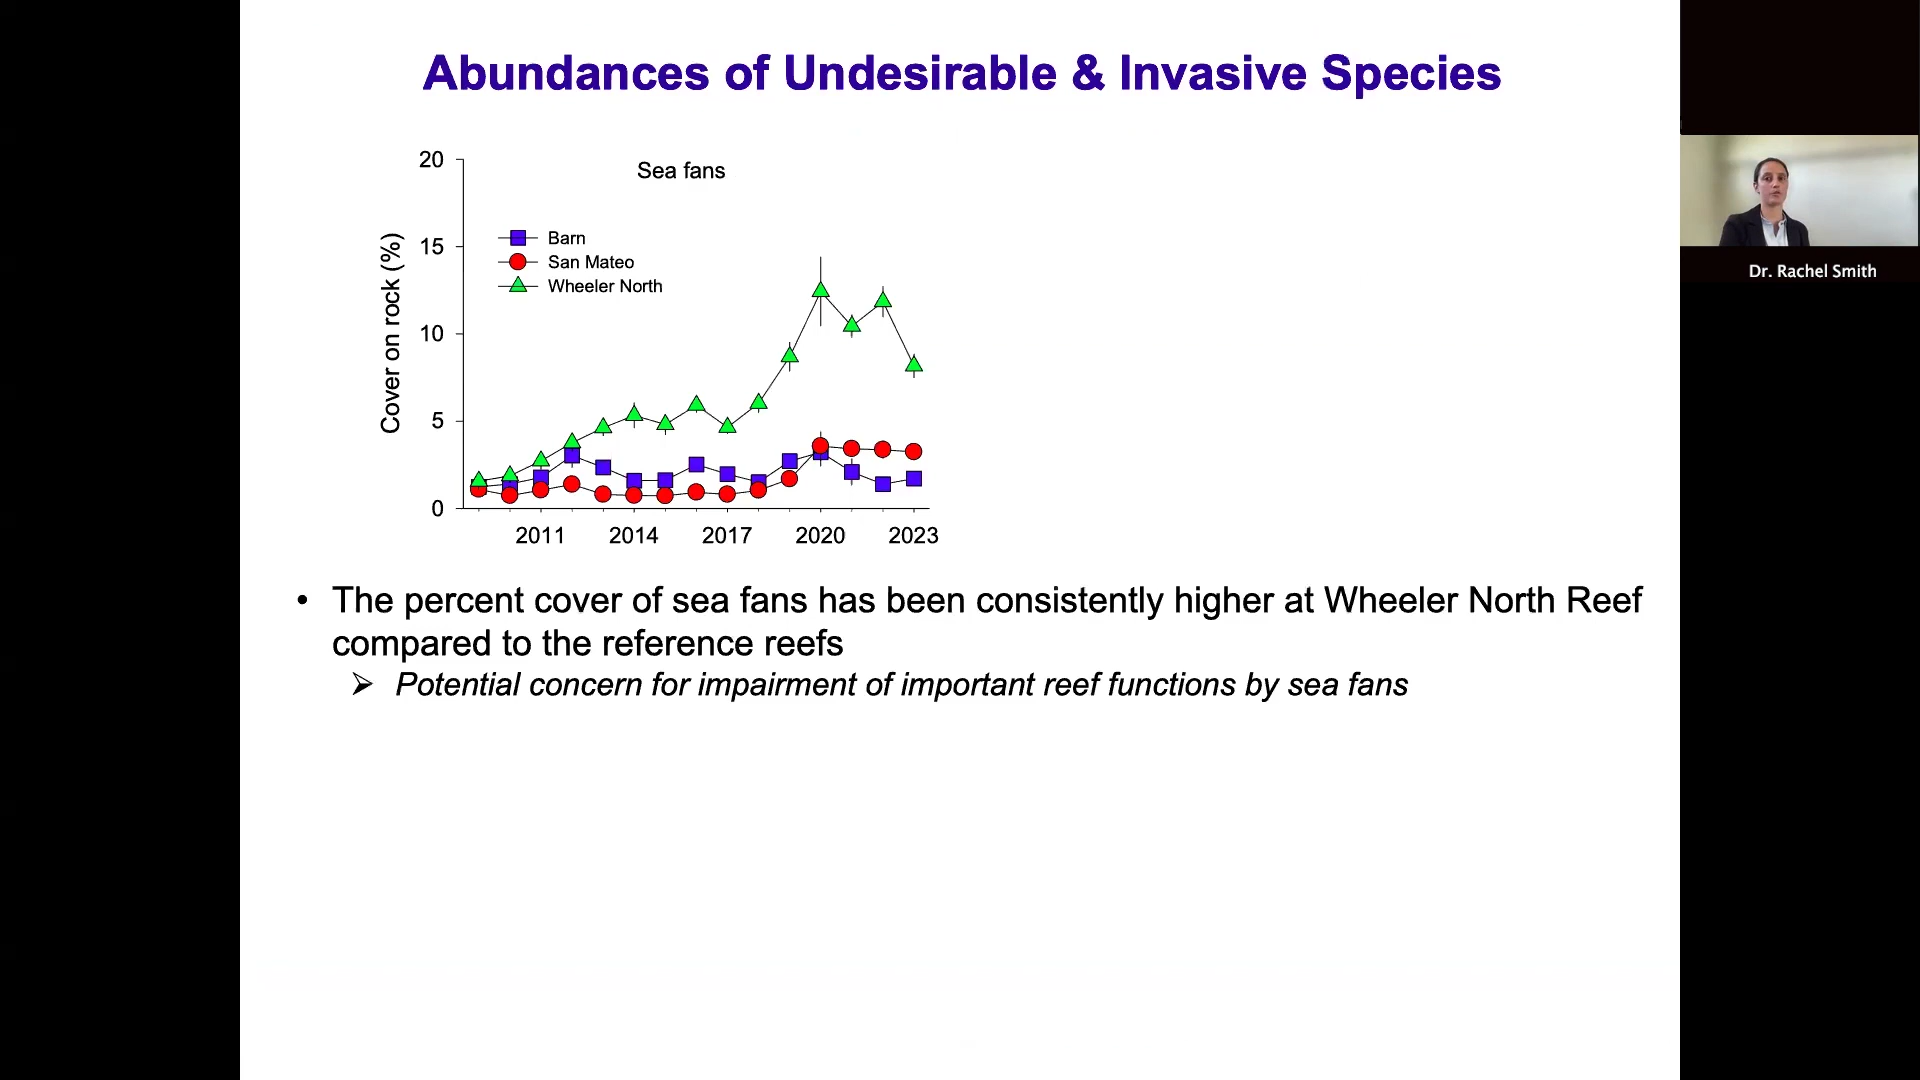 Abundances of Undesirable & Invasive Species
Sea fans
Barn
San Mateo
Wheeler North
Cover on rock (%)
20
15
10
5
0
2011 2014 2017 2020 2023
• The percent cover of sea fans has been consistently higher at Wheeler North Reef
compared to the reference reefs
➢ Potential concern for impairment of important reef functions by sea fans
Dr. Rachel Smith